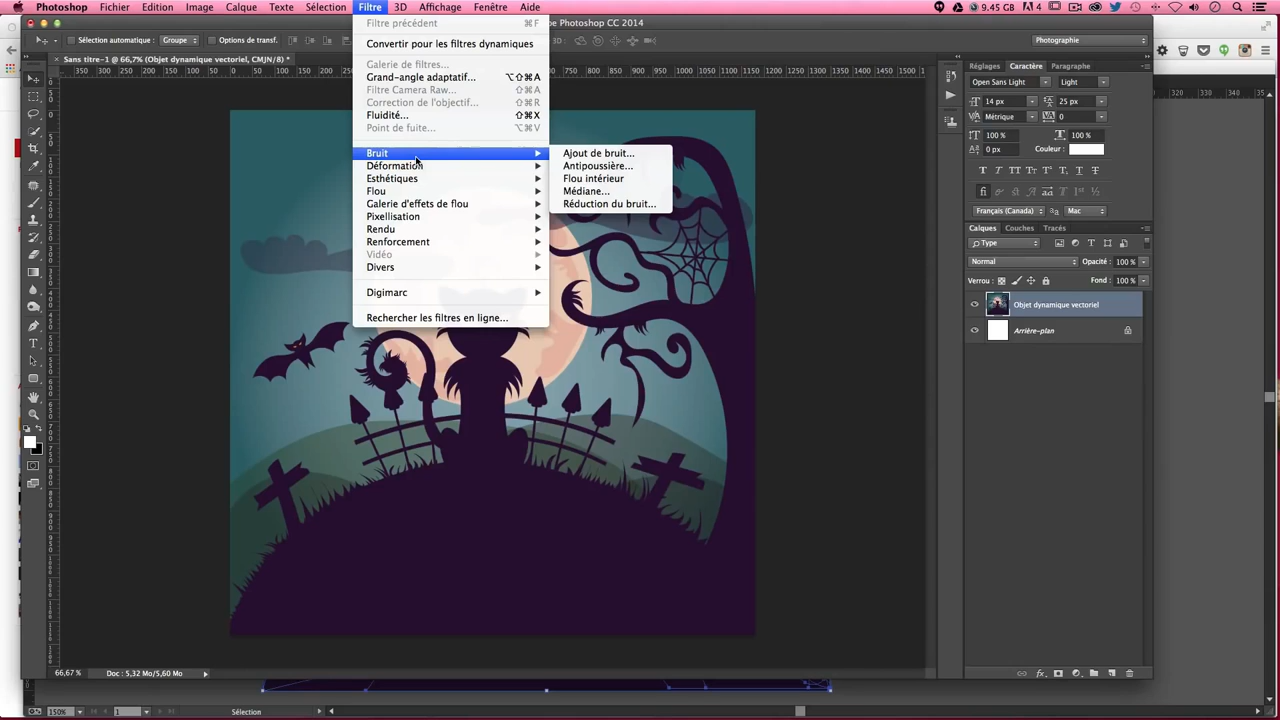 Photoshop Fichier Edition Image Calque Texte Sélection Filtre 3D Affichage Fenêtre Aide 9.45 GB
Adobe Photoshop CC 2014
Sélection automatique : Groupe Options de transf. 3D : Photographie
Sans titre-1 @ 66,7% (Objet dynamique vectoriel, CMJN/8) *
Filtre précédent ⌘F
Convertir pour les filtres dynamiques
Galerie de filtres...
Grand-angle adaptatif... ⌥⇧⌘A
Filtre Camera Raw... ⇧⌘A
Correction de l'objectif... ⇧⌘R
Fluidité... ⇧⌘X
Point de fuite... ⌥⌘V
Bruit
Déformation
Esthétiques
Flou
Galerie d'effets de flou
Pixellisation
Rendu
Renforcement
Vidéo
Divers
Digimarc
Rechercher les filtres en ligne...
Ajout de bruit...
Antipoussière...
Flou intérieur
Médiane...
Réduction du bruit...
Réglages Caractère Paragraphe
Open Sans Light Light
14 px 25 px
Métrique 0
100% 100%
0 px Couleur :
Français (Canada) Mac
Calques Couches Tracés
Type
Normal Opacité : 100%
Verrou : Fond : 100%
Objet dynamique vectoriel
Arrière-plan
66,67% Doc : 5,32 Mo/5,60 Mo
150% 1 Sélection